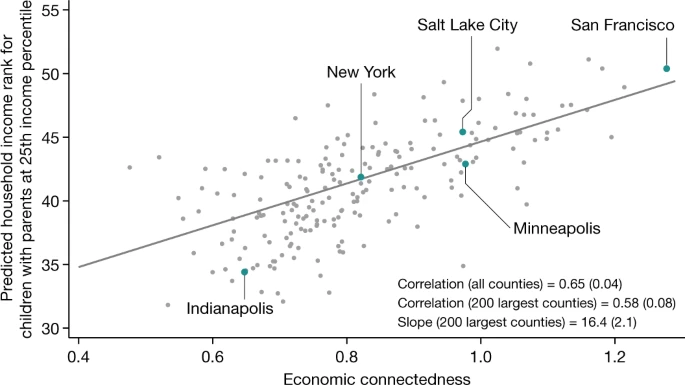 Predicted household income rank for
children with parents at 25th income percentile
55
50
45
40
35
30
Salt Lake City
San Francisco
New York
Minneapolis
Indianapolis
Correlation (all counties) = 0.65 (0.04)
Correlation (200 largest counties) = 0.58 (0.08)
Slope (200 largest counties) = 16.4 (2.1)
0.4 0.6 0.8 1.0 1.2
Economic connectedness